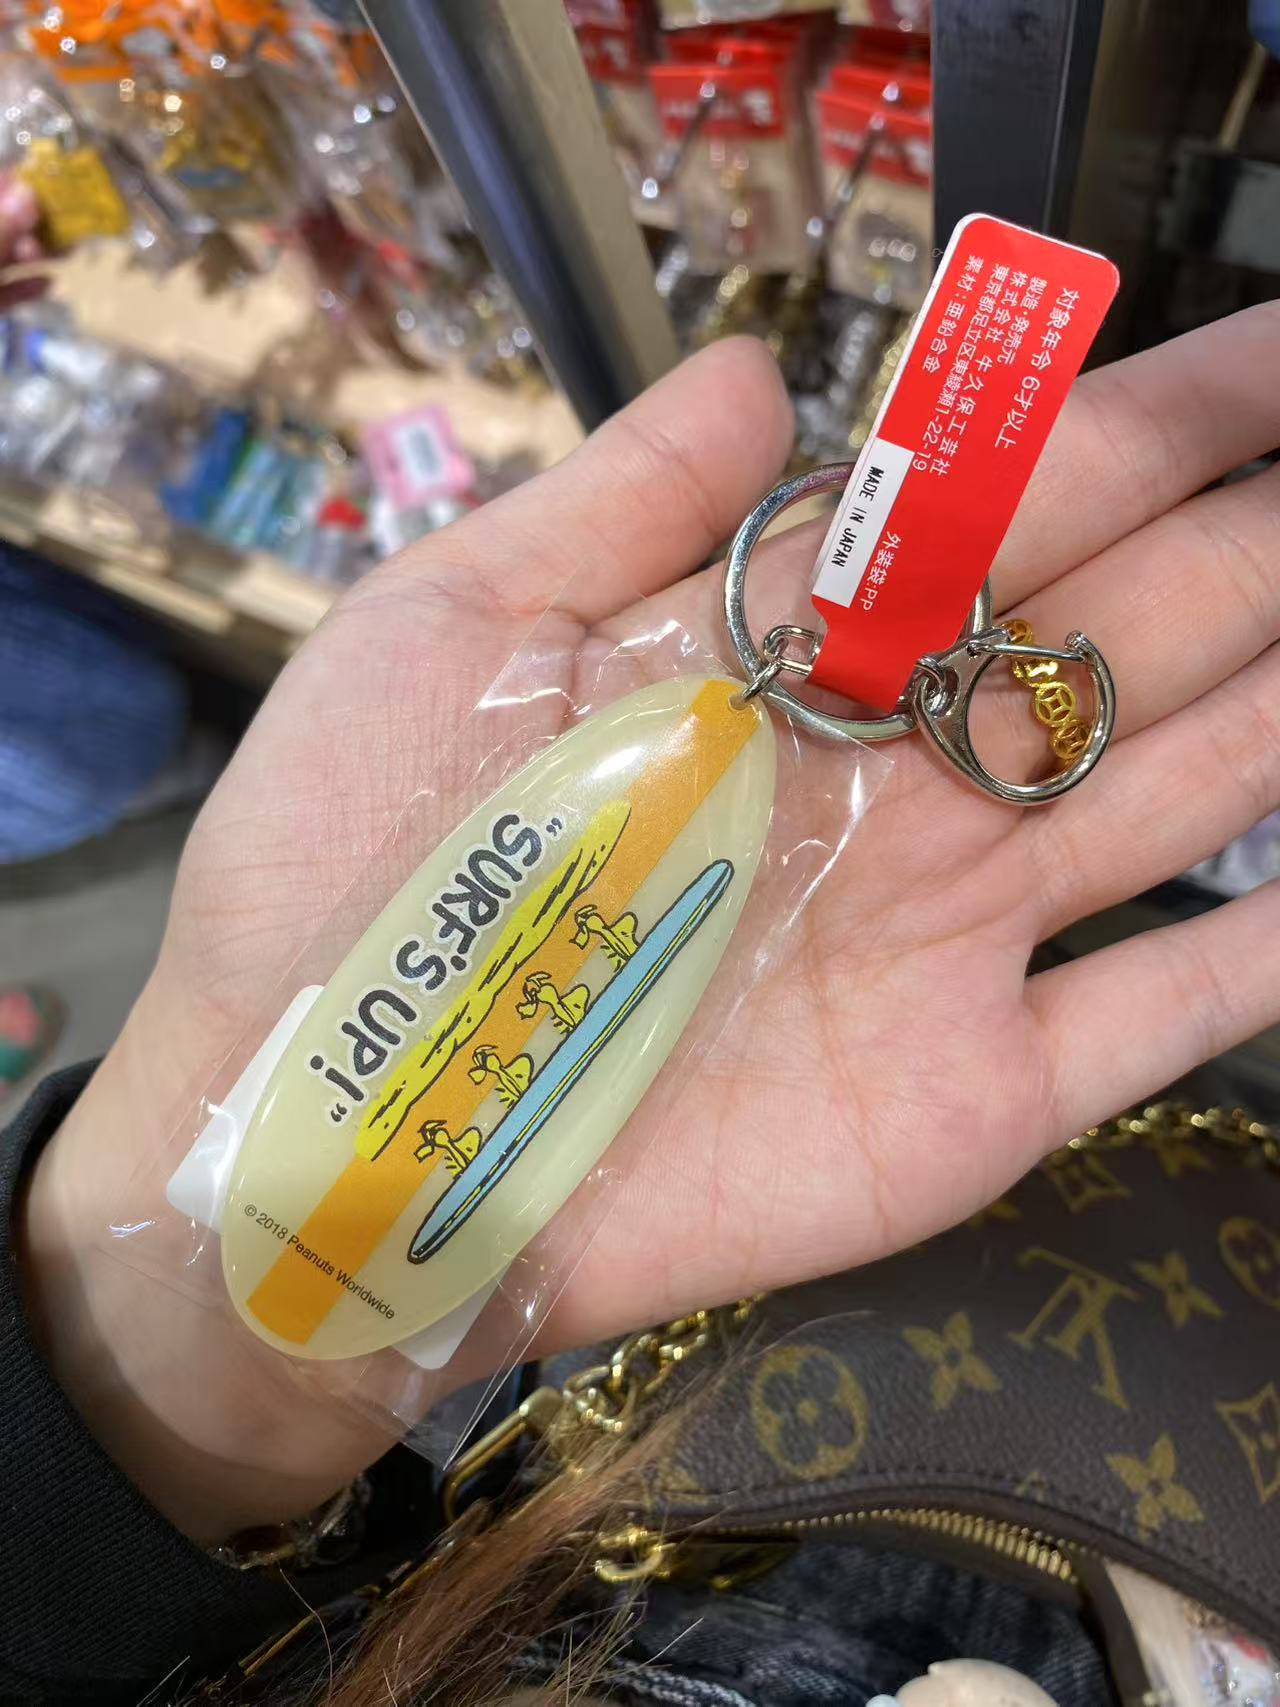 対象年令 6才以上
製造・発売元
株式会社 牛久保工芸社
東京都足立区東綾瀬1-22-19
素材：亜鉛合金
外装袋:PP
MADE IN JAPAN
"SURF'S UP!"
© 2018 Peanuts Worldwide